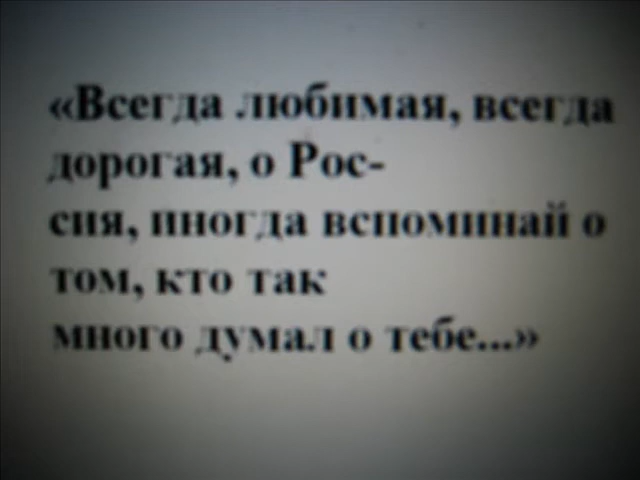 «Всегда любимая, всегда
дорогая, о Рос-
сия, иногда вспоминай о
том, кто так
много думал о тебе...»